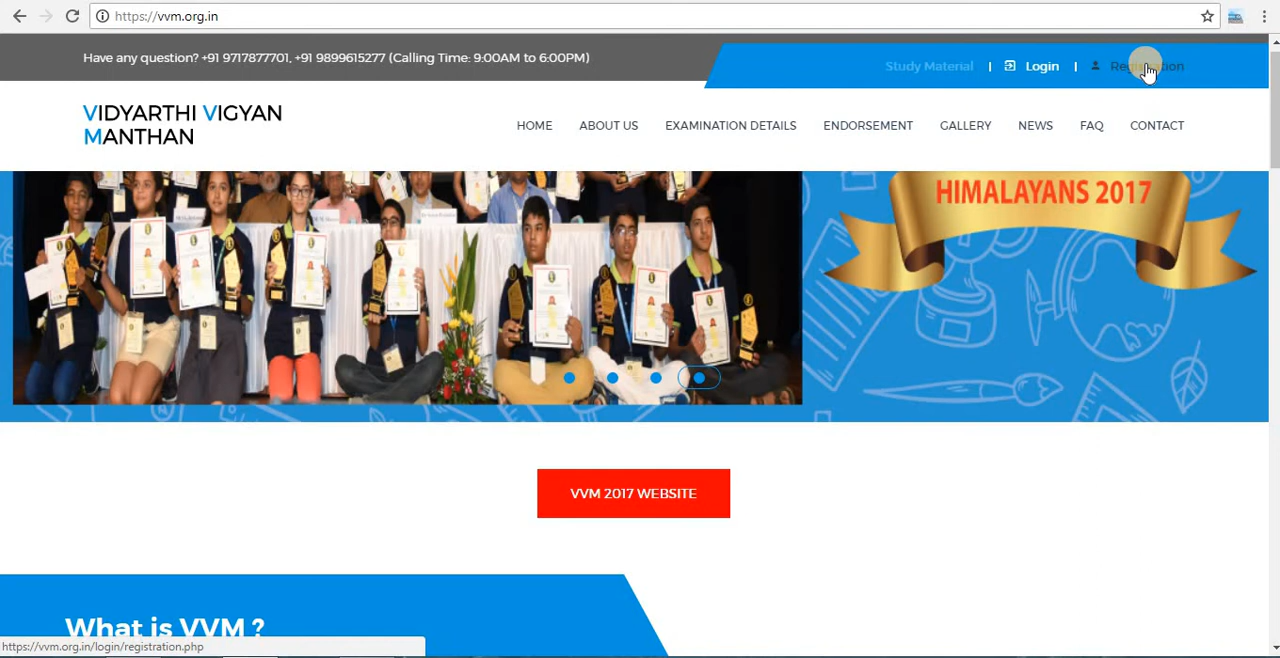 https://vvm.org.in
Have any question? +91 9717877701, +91 9899615277 (Calling Time: 9:00AM to 6:00PM)
Study Material | Login | Registration
VIDYARTHI VIGYAN
MANTHAN
HOME ABOUT US EXAMINATION DETAILS ENDORSEMENT GALLERY NEWS FAQ CONTACT
HIMALAYANS 2017
VVM 2017 WEBSITE
What is VVM ?
https://vvm.org.in/login/registration.php